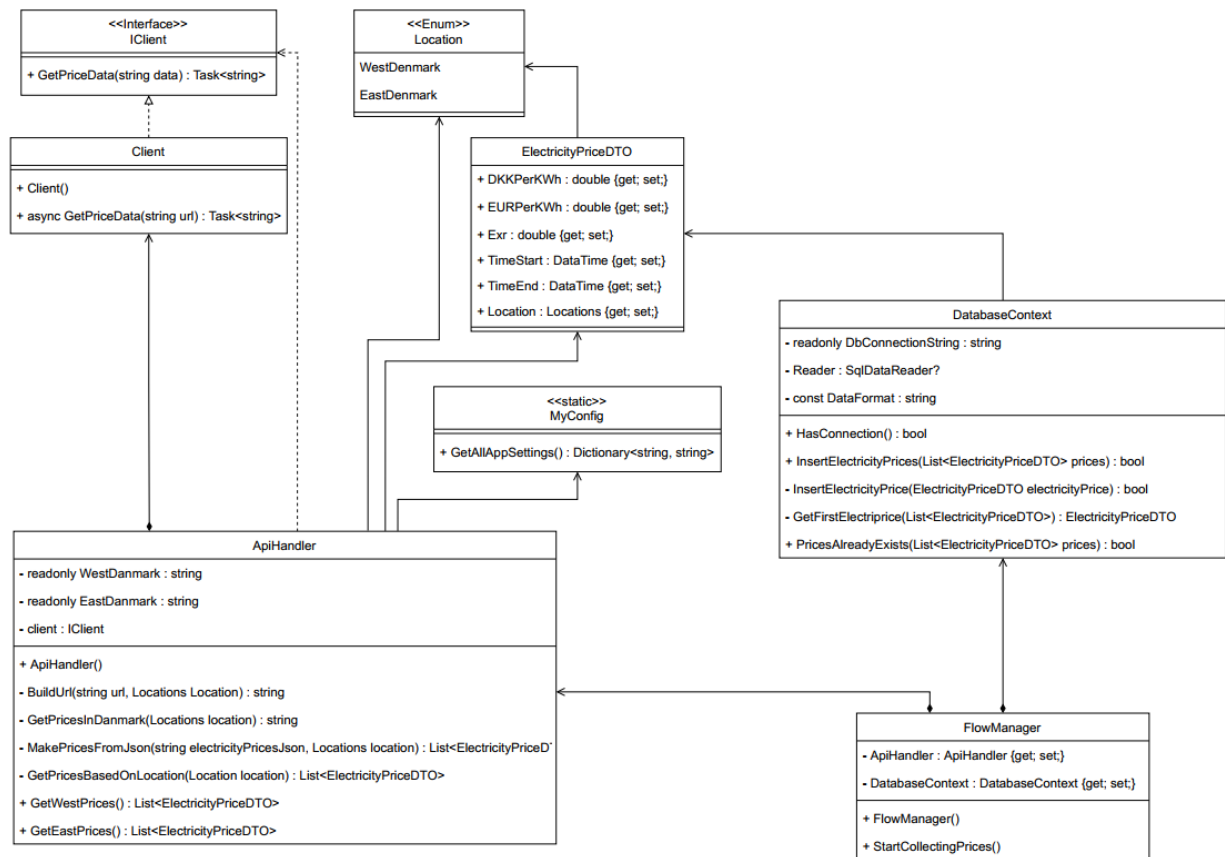 <<Interface>>
IClient
+ GetPriceData(string data) : Task<string>
<<Enum>>
Location
WestDenmark
EastDenmark
Client
+ Client()
+ async GetPriceData(string url) : Task<string>
ElectricityPriceDTO
+ DKKPerKWh : double {get; set;}
+ EURPerKWh : double {get; set;}
+ Exr : double {get; set;}
+ TimeStart : DataTime {get; set;}
+ TimeEnd : DataTime {get; set;}
+ Location : Locations {get; set;}
DatabaseContext
- readonly DbConnectionString : string
- Reader : SqlDataReader?
- const DataFormat : string
+ HasConnection() : bool
+ InsertElectricityPrices(List<ElectricityPriceDTO> prices) : bool
- InsertElectricityPrice(ElectricityPriceDTO electricityPrice) : bool
- GetFirstElectriprice(List<ElectricityPriceDTO>) : ElectricityPriceDTO
+ PricesAlreadyExists(List<ElectricityPriceDTO> prices) : bool
<<static>>
MyConfig
+ GetAllAppSettings() : Dictionary<string, string>
ApiHandler
- readonly WestDanmark : string
- readonly EastDanmark : string
- client : IClient
+ ApiHandler()
- BuildUrl(string url, Locations Location) : string
- GetPricesInDanmark(Locations location) : string
- MakePricesFromJson(string electricityPricesJson, Locations location) : List<ElectricityPriceD
- GetPricesBasedOnLocation(Location location) : List<ElectricityPriceDTO>
+ GetWestPrices() : List<ElectricityPriceDTO>
+ GetEastPrices() : List<ElectricityPriceDTO>
FlowManager
- ApiHandler : ApiHandler {get; set;}
- DatabaseContext : DatabaseContext {get; set;}
+ FlowManager()
+ StartCollectingPrices()